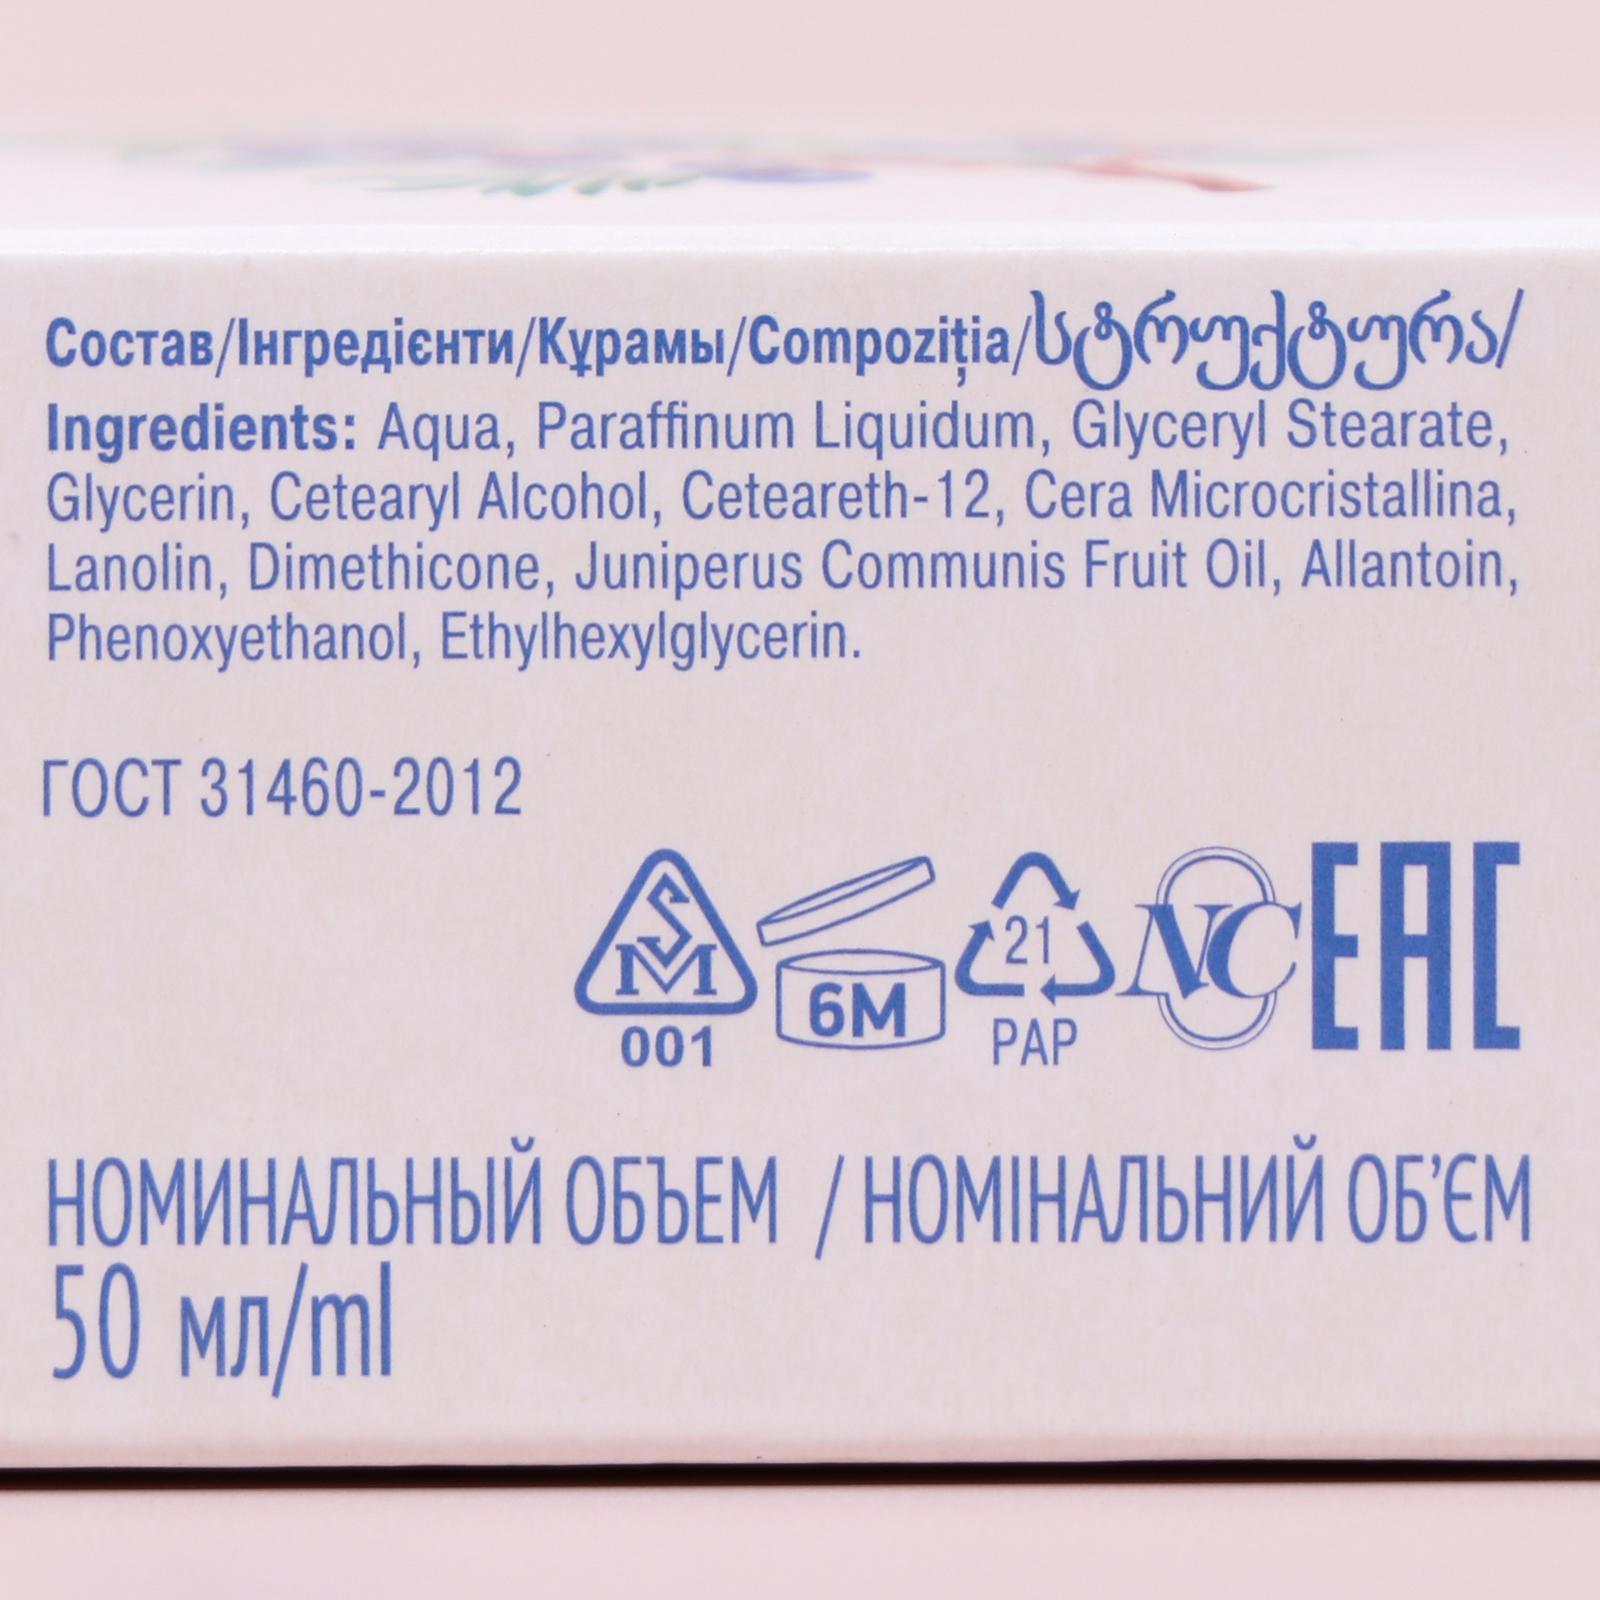 Состав/Інгредієнти/Құрамы/Compoziția/სტრუქტურა/
Ingredients: Aqua, Paraffinum Liquidum, Glyceryl Stearate,
Glycerin, Cetearyl Alcohol, Ceteareth-12, Cera Microcristallina,
Lanolin, Dimethicone, Juniperus Communis Fruit Oil, Allantoin,
Phenoxyethanol, Ethylhexylglycerin.
ГОСТ 31460-2012
SM
001
6M
21
PAP
NC
EAC
НОМИНАЛЬНЫЙ ОБЪЕМ / НОМІНАЛЬНИЙ ОБ’ЄМ
50 мл/ml